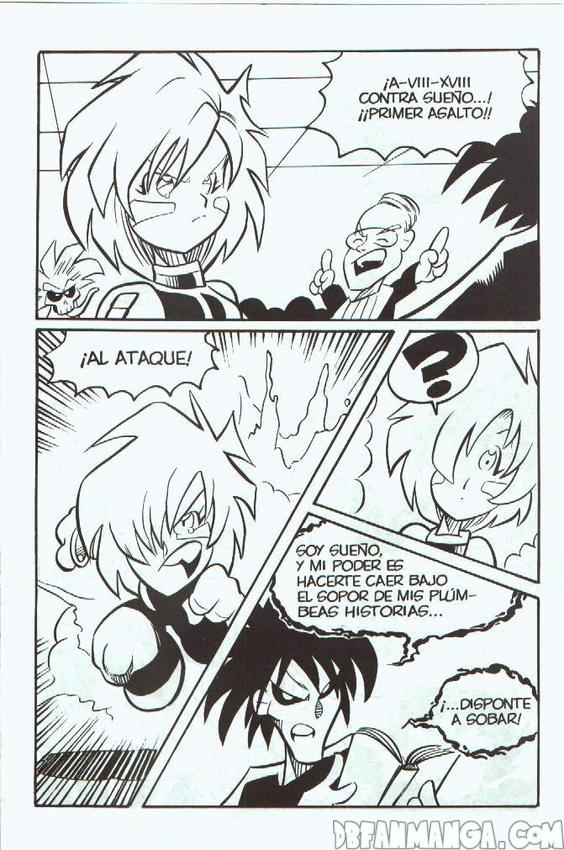 ¡A-VIII-XVIII
CONTRA SUEÑO...!
¡¡PRIMER ASALTO!!
¡AL ATAQUE!
?
SOY SUEÑO,
Y MI PODER ES
HACERTE CAER BAJO
EL SOPOR DE MIS PLÚM-
BEAS HISTORIAS...
¡...DISPONTE
A SOBAR!
DBFANMANGA.COM